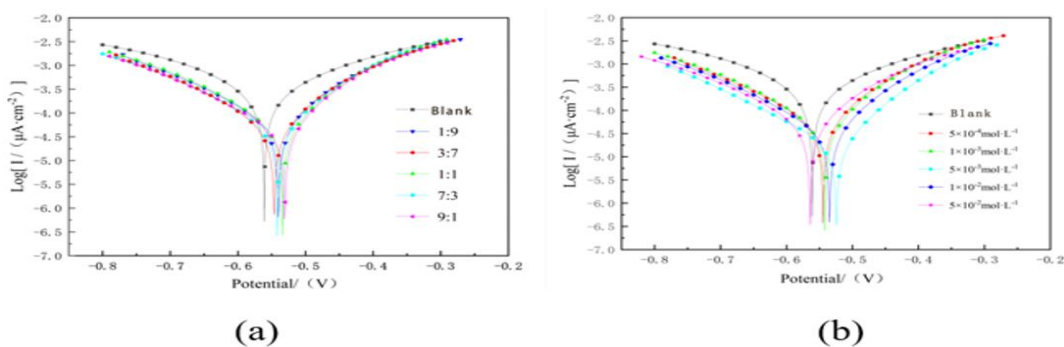 Log[I /（μA·cm⁻²）]
−2.0
−2.5
−3.0
−3.5
−4.0
−4.5
−5.0
−5.5
−6.0
−6.5
−7.0
Blank
1:9
3:7
1:1
7:3
9:1
−0.8 −0.7 −0.6 −0.5 −0.4 −0.3 −0.2
Potential/（V）
(a)
Log[I /（μA·cm⁻²）]
−2.0
−2.5
−3.0
−3.5
−4.0
−4.5
−5.0
−5.5
−6.0
−6.5
−7.0
Blank
5×10⁻⁴mol·L⁻¹
1×10⁻³mol·L⁻¹
5×10⁻³mol·L⁻¹
1×10⁻²mol·L⁻¹
5×10⁻²mol·L⁻¹
−0.8 −0.7 −0.6 −0.5 −0.4 −0.3 −0.2
Potential/（V）
(b)